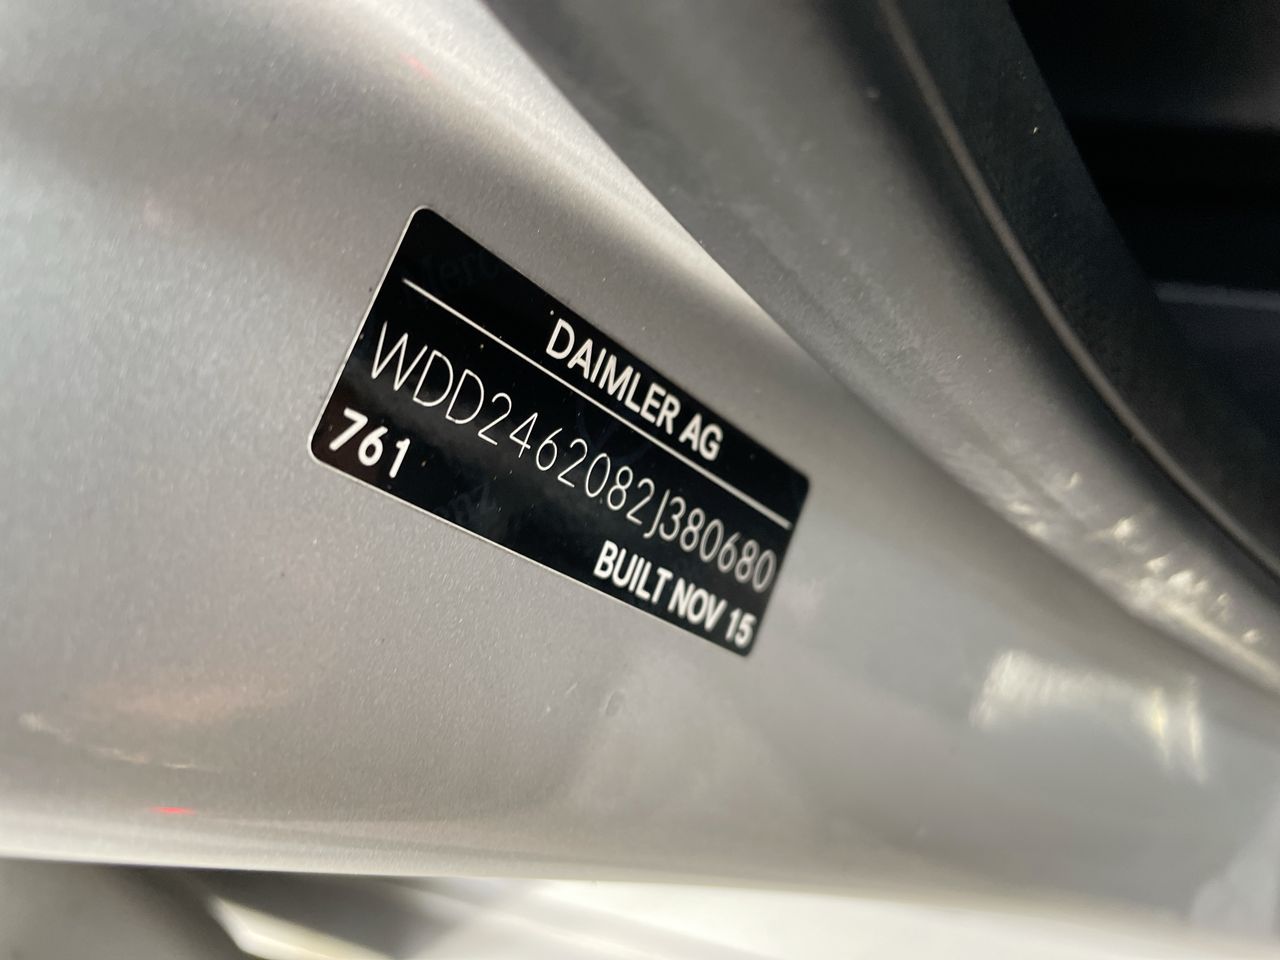 DAIMLER AG
WDD2462082J380680
761
BUILT NOV 15